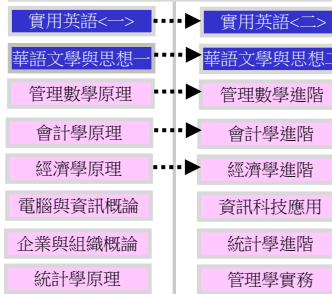 實用英語<一> 實用英語<二>
華語文學與思想一 華語文學與思想二
管理數學原理 管理數學進階
會計學原理 會計學進階
經濟學原理 經濟學進階
電腦與資訊概論 資訊科技應用
企業與組織概論 統計學進階
統計學原理 管理學實務